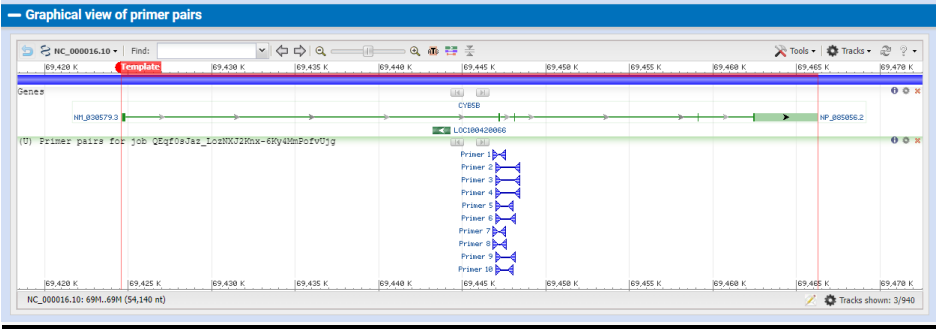 Graphical view of primer pairs
NC_000016.10 Find: Tools Tracks ?
69,420 K Template 69,430 K 69,435 K 69,440 K 69,445 K 69,450 K 69,455 K 69,460 K 69,465 K 69,470 K
Genes
CYB5B
NM_030579.3 NP_085056.2
LOC100420066
(U) Primer pairs for job QEqf0sJaz_LozNXJ2Knx-6Ky4MmPofvUjg
Primer 1
Primer 2
Primer 3
Primer 4
Primer 5
Primer 6
Primer 7
Primer 8
Primer 9
Primer 10
69,420 K 69,425 K 69,430 K 69,435 K 69,440 K 69,445 K 69,450 K 69,455 K 69,460 K 69,465 K 69,470 K
NC_000016.10: 69M..69M (54,140 nt) Tracks shown: 3/940